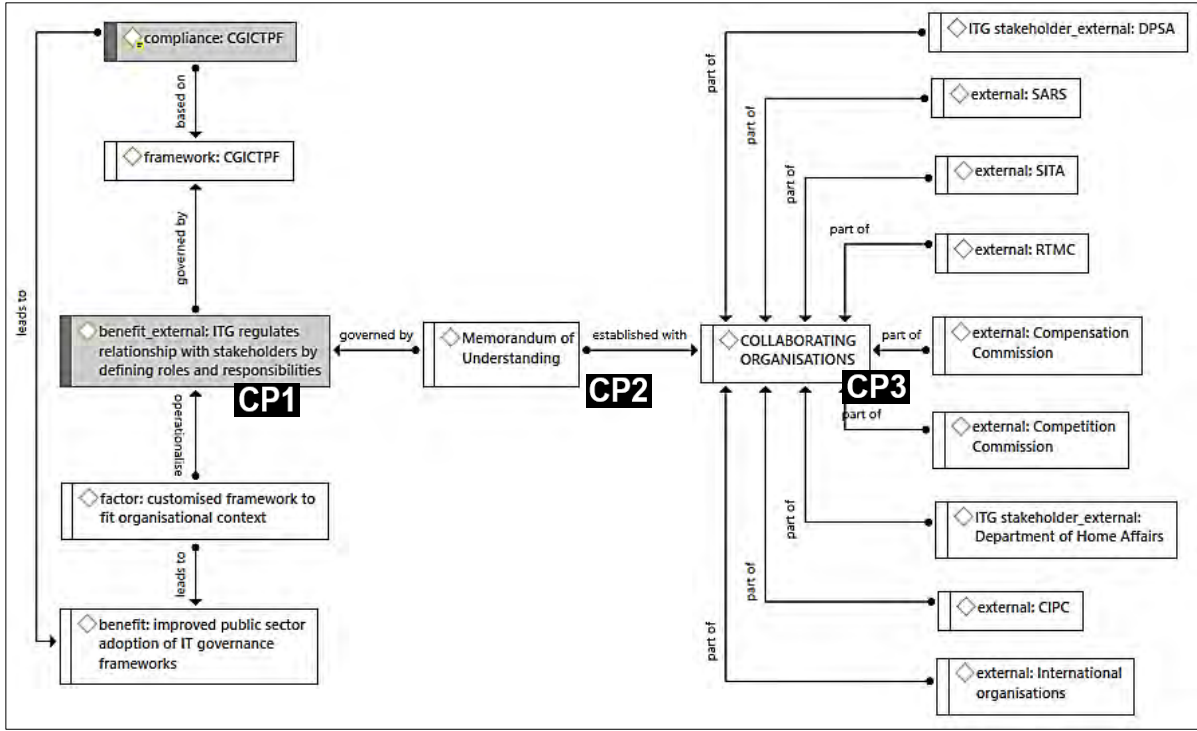 compliance: CGICTPF
based on
framework: CGICTPF
governed by
leads to
benefit_external: ITG regulates
relationship with stakeholders by
defining roles and responsibilities
CP1
operationalise
factor: customised framework to
fit organisational context
leads to
benefit: improved public sector
adoption of IT governance
frameworks
governed by
Memorandum of
Understanding
CP2
established with
COLLABORATING
ORGANISATIONS
CP3
part of
ITG stakeholder_external: DPSA
part of
external: SARS
part of
external: SITA
part of
external: RTMC
part of
external: Compensation
Commission
part of
external: Competition
Commission
part of
ITG stakeholder_external:
Department of Home Affairs
part of
external: CIPC
part of
external: International
organisations